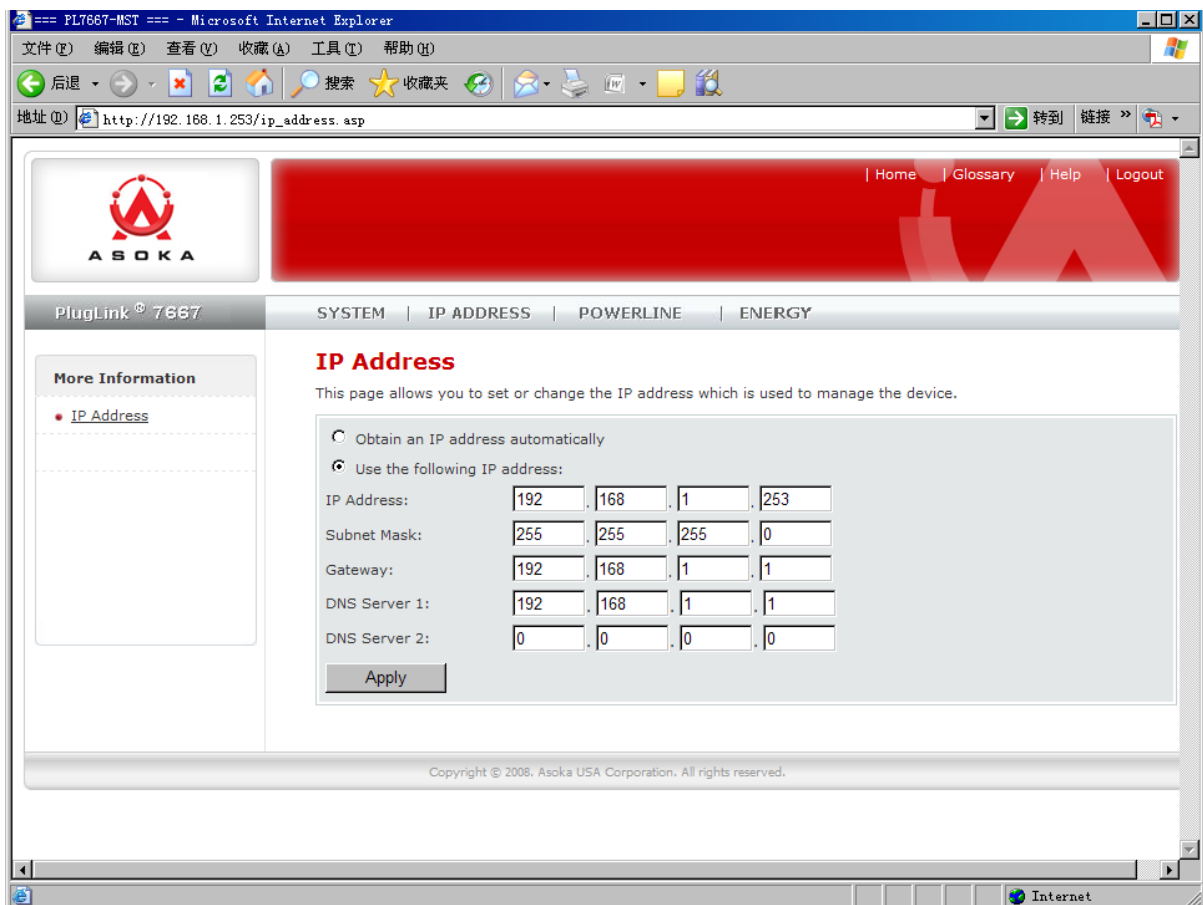 === PL7667-MST === - Microsoft Internet Explorer
文件(F) 编辑(E) 查看(V) 收藏(A) 工具(T) 帮助(H)
后退 搜索 收藏夹
地址(D) http://192.168.1.253/ip_address.asp 转到 链接 »
| Home | Glossary | Help | Logout
ASOKA
PlugLink ® 7667 SYSTEM | IP ADDRESS | POWERLINE | ENERGY
More Information
IP Address
IP Address
This page allows you to set or change the IP address which is used to manage the device.
Obtain an IP address automatically
Use the following IP address:
IP Address: 192 . 168 . 1 . 253
Subnet Mask: 255 . 255 . 255 . 0
Gateway: 192 . 168 . 1 . 1
DNS Server 1: 192 . 168 . 1 . 1
DNS Server 2: 0 . 0 . 0 . 0
Apply
Copyright © 2008. Asoka USA Corporation. All rights reserved.
Internet